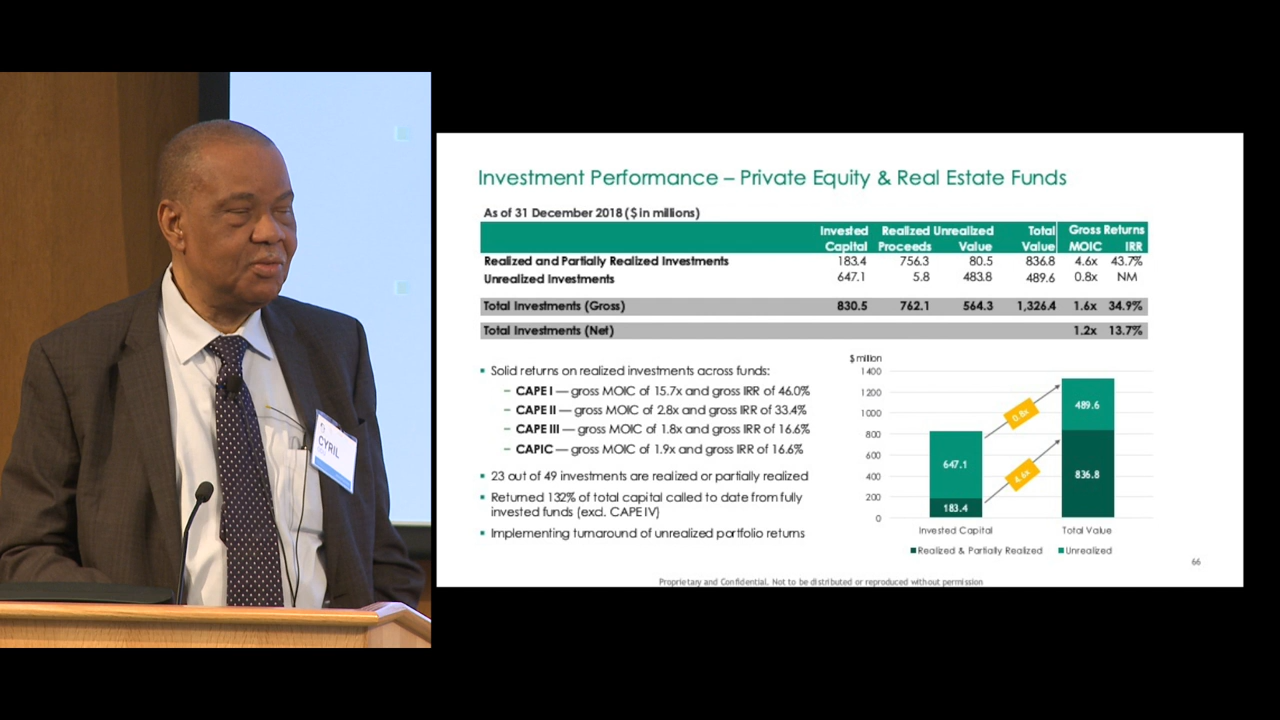 CYRIL
Investment Performance – Private Equity & Real Estate Funds
As of 31 December 2018 ($ in millions)
Invested Realized Unrealized Total Gross Returns
Capital Proceeds Value Value MOIC IRR
Realized and Partially Realized Investments 183.4 756.3 80.5 836.8 4.6x 43.7%
Unrealized Investments 647.1 5.8 483.8 489.6 0.8x NM
Total Investments (Gross) 830.5 762.1 564.3 1,326.4 1.6x 34.9%
Total Investments (Net) 1.2x 13.7%
▪ Solid returns on realized investments across funds:
– CAPE I — gross MOIC of 15.7x and gross IRR of 46.0%
– CAPE II — gross MOIC of 2.8x and gross IRR of 33.4%
– CAPE III — gross MOIC of 1.8x and gross IRR of 16.6%
– CAPIC — gross MOIC of 1.9x and gross IRR of 16.6%
▪ 23 out of 49 investments are realized or partially realized
▪ Returned 132% of total capital called to date from fully
invested funds (excl. CAPE IV)
▪ Implementing turnaround of unrealized portfolio returns
$ million
1400
1200
1000
800
600
400
200
0
647.1
183.4
0.8x
4.6x
489.6
836.8
Invested Capital Total Value
Realized & Partially Realized Unrealized
66
Proprietary and Confidential. Not to be distributed or reproduced without permission